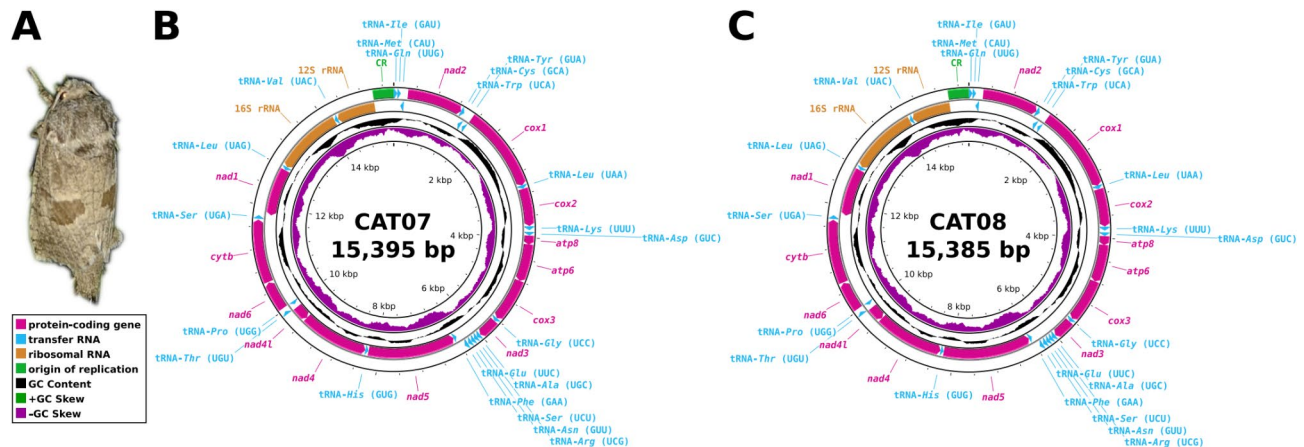 A
protein-coding gene
transfer RNA
ribosomal RNA
origin of replication
GC Content
+GC Skew
–GC Skew
B
tRNA-Ile (GAU)
tRNA-Met (CAU)
tRNA-Gln (UUG)
CR
nad2
tRNA-Tyr (GUA)
tRNA-Cys (GCA)
tRNA-Trp (UCA)
cox1
tRNA-Leu (UAA)
cox2
tRNA-Lys (UUU)
tRNA-Asp (GUC)
atp8
atp6
cox3
tRNA-Gly (UCC)
nad3
tRNA-Glu (UUC)
tRNA-Ala (UGC)
tRNA-Phe (GAA)
tRNA-Ser (UCU)
tRNA-Asn (GUU)
tRNA-Arg (UCG)
nad5
tRNA-His (GUG)
nad4
nad4l
tRNA-Thr (UGU)
tRNA-Pro (UGG)
nad6
cytb
tRNA-Ser (UGA)
nad1
tRNA-Leu (UAG)
16S rRNA
tRNA-Val (UAC)
12S rRNA
2 kbp
4 kbp
6 kbp
8 kbp
10 kbp
12 kbp
14 kbp
CAT07
15,395 bp
C
tRNA-Ile (GAU)
tRNA-Met (CAU)
tRNA-Gln (UUG)
CR
nad2
tRNA-Tyr (GUA)
tRNA-Cys (GCA)
tRNA-Trp (UCA)
cox1
tRNA-Leu (UAA)
cox2
tRNA-Lys (UUU)
tRNA-Asp (GUC)
atp8
atp6
cox3
tRNA-Gly (UCC)
nad3
tRNA-Glu (UUC)
tRNA-Ala (UGC)
tRNA-Phe (GAA)
tRNA-Ser (UCU)
tRNA-Asn (GUU)
tRNA-Arg (UCG)
nad5
tRNA-His (GUG)
nad4
nad4l
tRNA-Thr (UGU)
tRNA-Pro (UGG)
nad6
cytb
tRNA-Ser (UGA)
nad1
tRNA-Leu (UAG)
16S rRNA
tRNA-Val (UAC)
12S rRNA
2 kbp
4 kbp
6 kbp
8 kbp
10 kbp
12 kbp
14 kbp
CAT08
15,385 bp